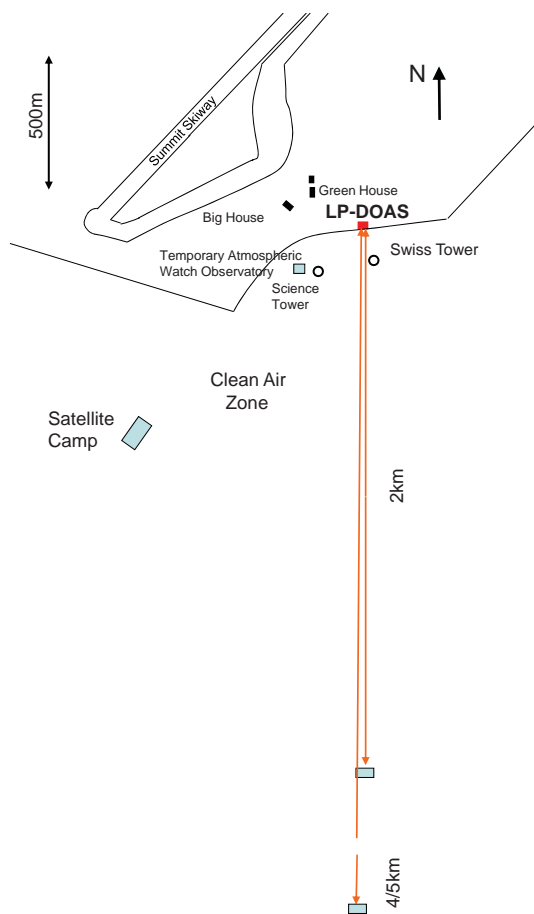 N
500m
Summit Skiway
Green House
LP-DOAS
Big House
Swiss Tower
Temporary Atmospheric
Watch Observatory
Science
Tower
Clean Air
Zone
Satellite
Camp
2km
4/5km